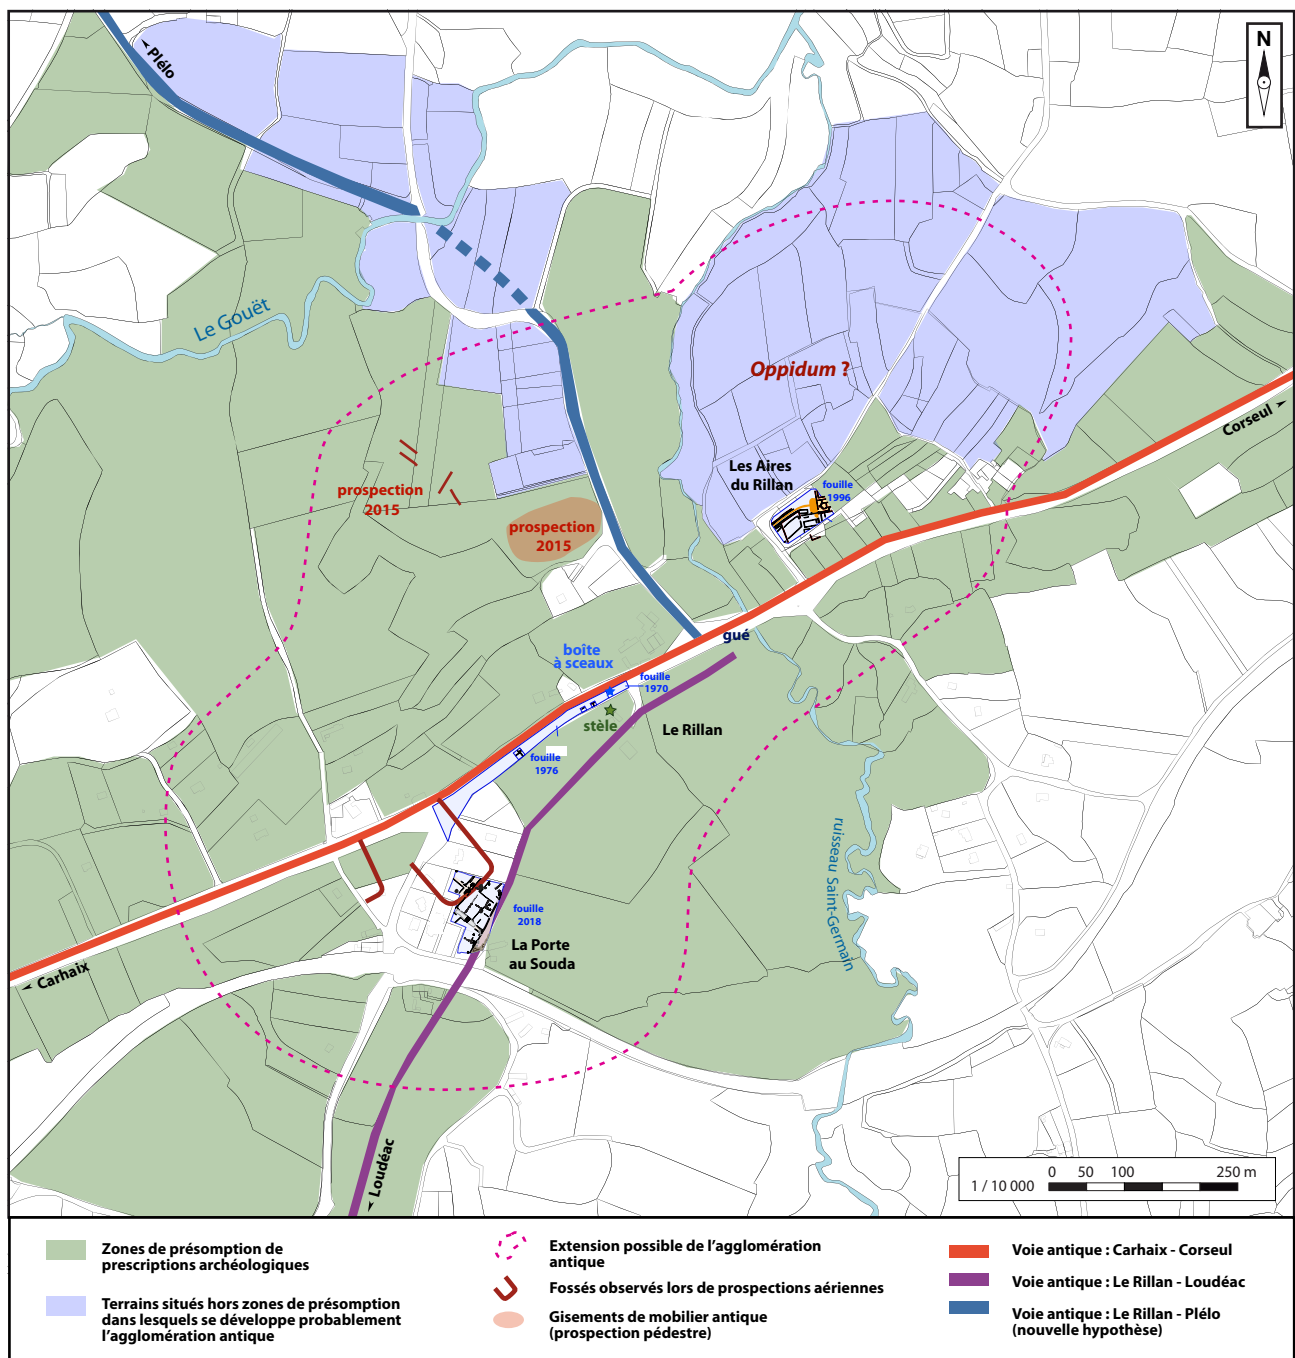 N
Plélo
Le Gouët
Oppidum ?
Corseul
Les Aires
du Rillan
fouille
1996
prospection
2015
prospection
2015
gué
boîte
à sceaux
fouille
1970
stèle
Le Rillan
fouille
1976
ruisseau Saint-Germain
fouille
2018
La Porte
au Souda
Carhaix
Loudéac
0 50 100 250 m
1 / 10 000
Zones de présomption de
prescriptions archéologiques
Terrains situés hors zones de présomption
dans lesquels se développe probablement
l'agglomération antique
Extension possible de l'agglomération
antique
Fossés observés lors de prospections aériennes
Gisements de mobilier antique
(prospection pédestre)
Voie antique : Carhaix - Corseul
Voie antique : Le Rillan - Loudéac
Voie antique : Le Rillan - Plélo
(nouvelle hypothèse)